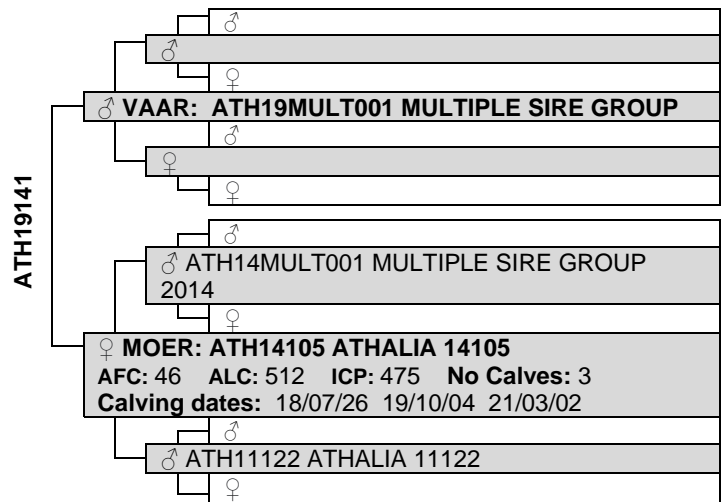 ATH19141
♂
♂
♀
♂ VAAR: ATH19MULT001 MULTIPLE SIRE GROUP
♂
♀
♀
♂
♂ ATH14MULT001 MULTIPLE SIRE GROUP
2014
♀
♀ MOER: ATH14105 ATHALIA 14105
AFC: 46 ALC: 512 ICP: 475 No Calves: 3
Calving dates: 18/07/26 19/10/04 21/03/02
♂
♂ ATH11122 ATHALIA 11122
♀